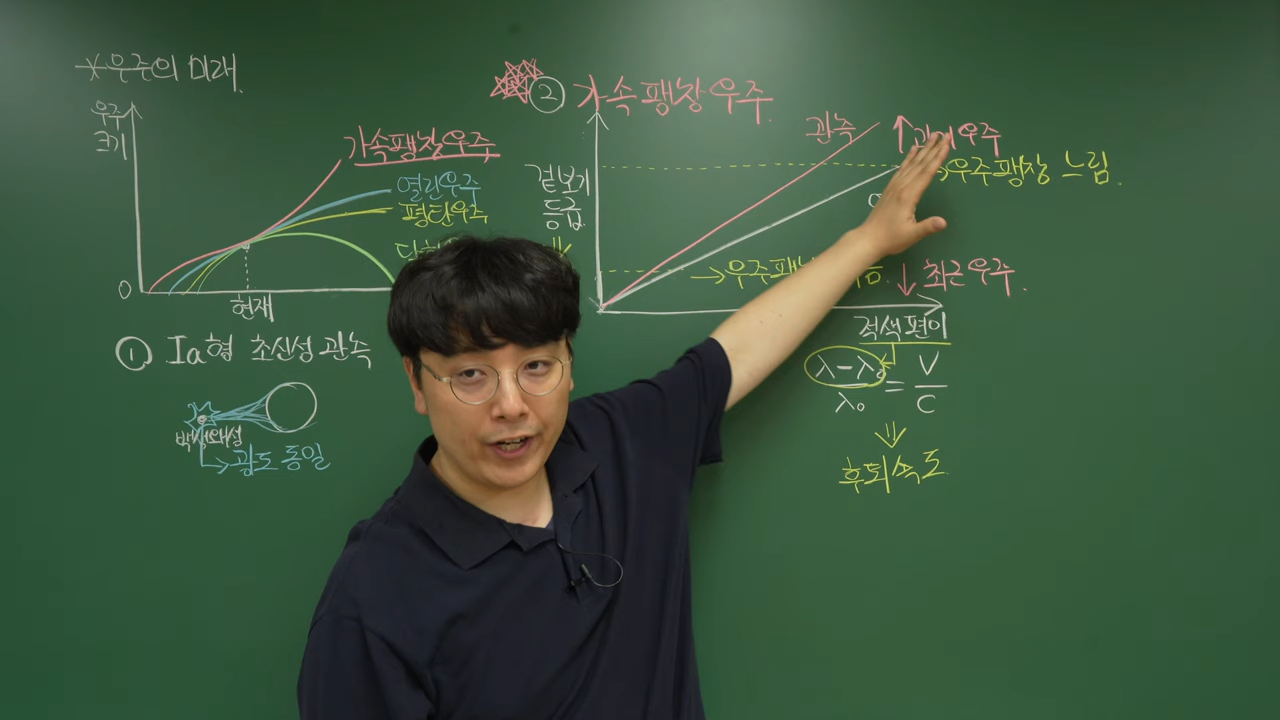 *우주의 미래
우주
크기
가속팽창우주
열린우주
평탄우주
0
현재
① Ia형 초신성 관측
백색왜성
광도 동일
② 가속 팽창우주
관측
우주
우주팽창 느림
겉보기
등급
최근우주
적색편이
λ-λ₀
λ₀
=
V
C
후퇴속도